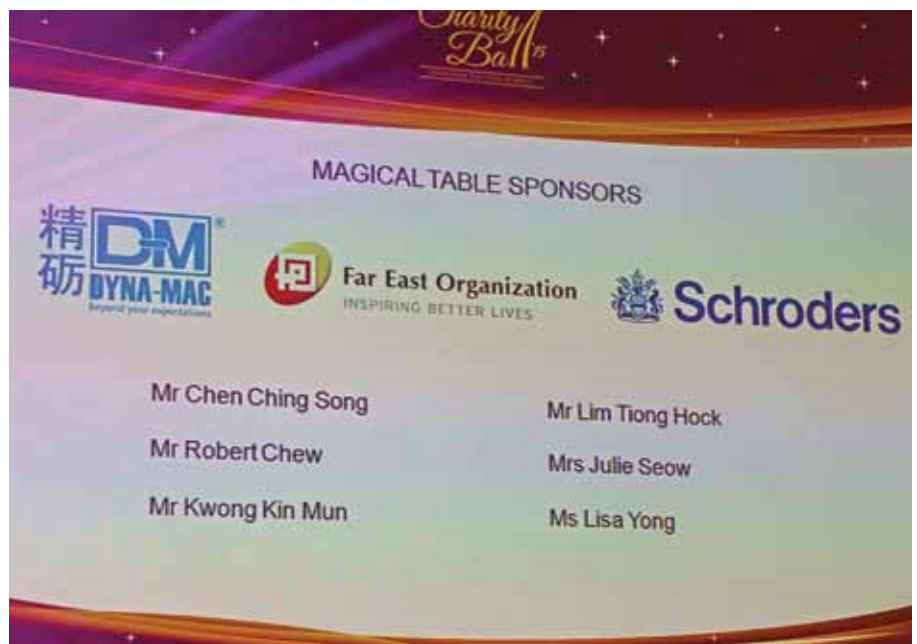 Charity
Ball 15
MAGICAL TABLE SPONSORS
精砺
DM®
DYNA-MAC
Beyond your expectations
Far East Organization
INSPIRING BETTER LIVES
Schroders
Mr Chen Ching Song
Mr Lim Tiong Hock
Mr Robert Chew
Mrs Julie Seow
Mr Kwong Kin Mun
Ms Lisa Yong